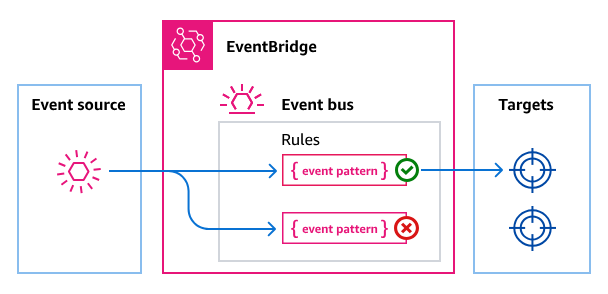 EventBridge
Event source
Event bus
Targets
Rules
{ event pattern }
{ event pattern }